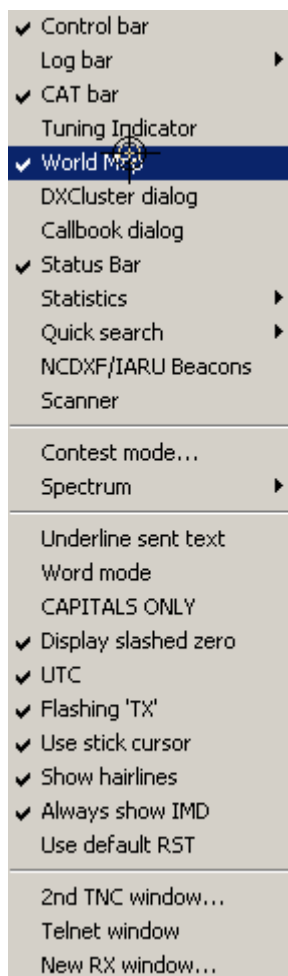 Control bar
Log bar
CAT bar
Tuning Indicator
World Map
DXCluster dialog
Callbook dialog
Status Bar
Statistics
Quick search
NCDXF/IARU Beacons
Scanner
Contest mode...
Spectrum
Underline sent text
Word mode
CAPITALS ONLY
Display slashed zero
UTC
Flashing 'TX'
Use stick cursor
Show hairlines
Always show IMD
Use default RST
2nd TNC window...
Telnet window
New RX window...